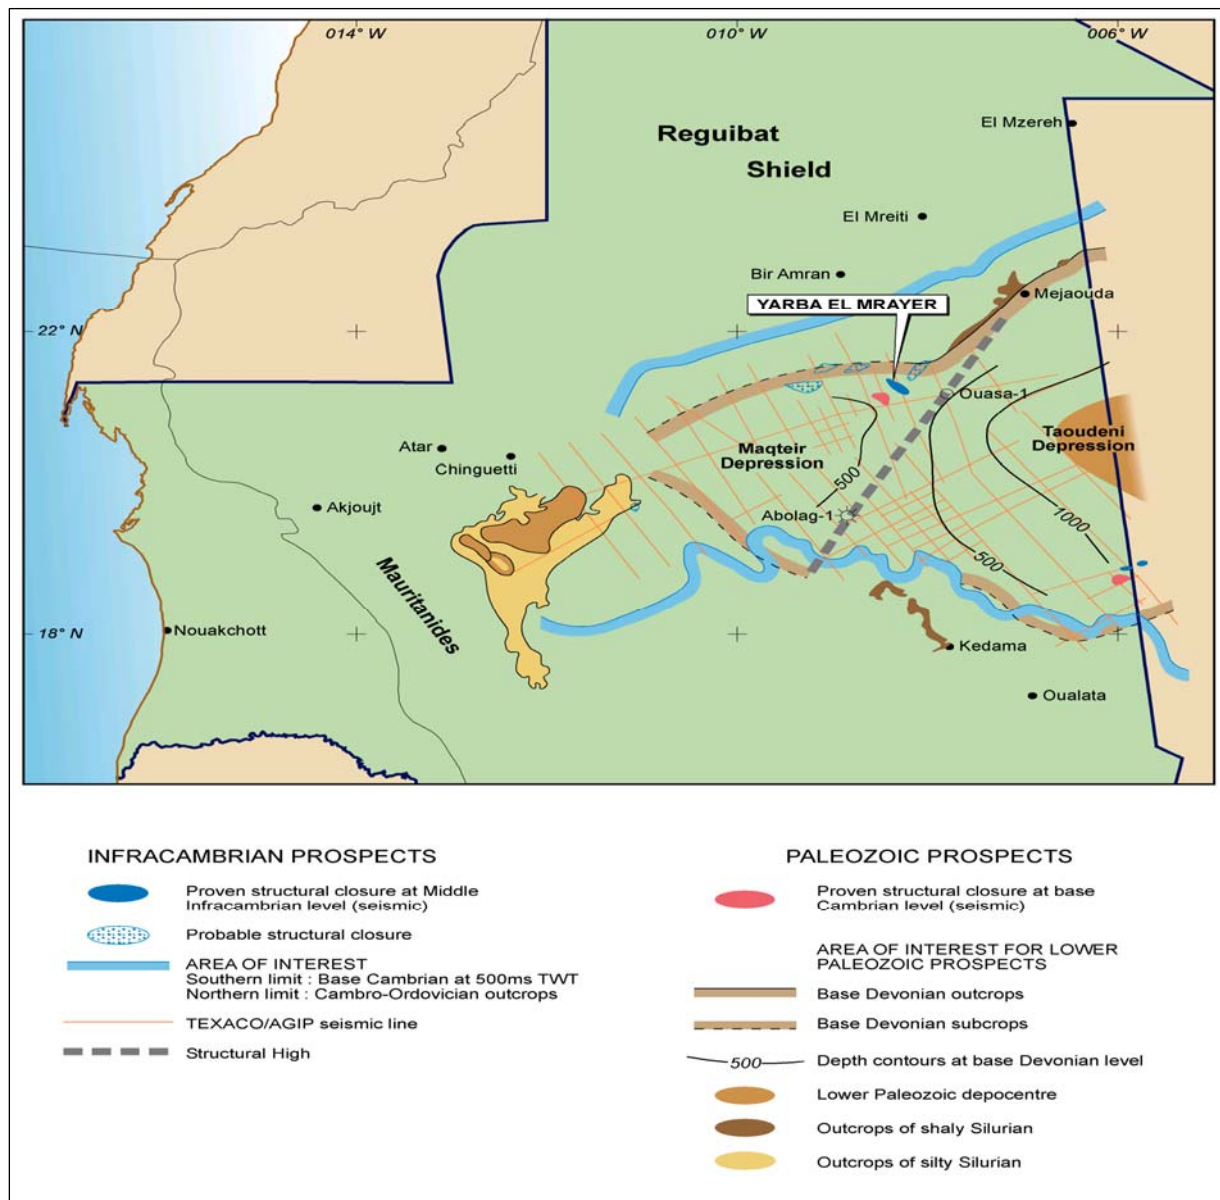 014° W
010° W
006° W
El Mzereh
Reguibat
Shield
El Mreiti
Bir Amran
Mejaouda
YARBA EL MRAYER
22° N
Ouasa-1
Taoudeni
Depression
Atar
Maqteir
Depression
Chinguetti
500
Akjoujt
Abolag-1
1000
500
Mauritanides
Nouakchott
18° N
Kedama
Oualata
INFRACAMBRIAN PROSPECTS
Proven structural closure at Middle
Infracambrian level (seismic)
Probable structural closure
AREA OF INTEREST
Southern limit : Base Cambrian at 500ms TWT
Northern limit : Cambro-Ordovician outcrops
TEXACO/AGIP seismic line
Structural High
PALEOZOIC PROSPECTS
Proven structural closure at base
Cambrian level (seismic)
AREA OF INTEREST FOR LOWER
PALEOZOIC PROSPECTS
Base Devonian outcrops
Base Devonian subcrops
500
Depth contours at base Devonian level
Lower Paleozoic depocentre
Outcrops of shaly Silurian
Outcrops of silty Silurian